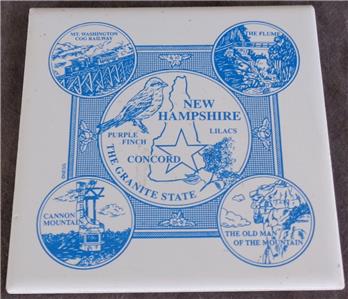 MT. WASHINGTON
COG RAILWAY
THE FLUME
NEW
HAMPSHIRE
PURPLE
FINCH
LILACS
CONCORD
THE GRANITE STATE
CANNON
MOUNTAIN
THE OLD MAN
OF THE MOUNTAIN